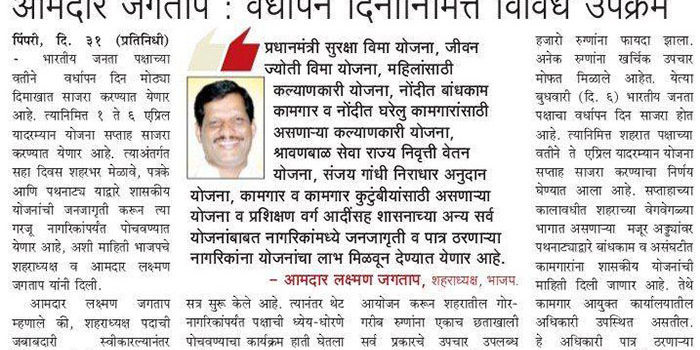 आमदार जगताप : वर्धापन दिनानिमित्त विविध उपक्रम
पिंपरी, दि. ३१ (प्रतिनिधी)
- भारतीय जनता पक्षाच्या
वतीने वर्धापन दिन मोठ्या
दिमाखात साजरा करण्यात येणार
आहे. त्यानिमित्त १ ते ६ एप्रिल
यादरम्यान योजना सप्ताह साजरा
करण्यात येणार आहे. त्याअंतर्गत
सहा दिवस शहरभर मेळावे, पत्रके
आणि पथनाट्य याद्वारे शासकीय
योजनांची जनजागृती करून त्या
गरजू नागरिकांपर्यंत पोचवण्यात
येणार आहे, अशी माहिती भाजपचे
शहराध्यक्ष व आमदार लक्ष्मण
जगताप यांनी दिली.
आमदार लक्ष्मण जगताप
म्हणाले की, शहराध्यक्ष पदाची
जबाबदारी स्वीकारल्यानंतर
प्रधानमंत्री सुरक्षा विमा योजना, जीवन
ज्योती विमा योजना, महिलांसाठी
कल्याणकारी योजना, नोंदीत बांधकाम
कामगार व नोंदीत घरेलु कामगारांसाठी
असणाऱ्या कल्याणकारी योजना,
श्रावणबाळ सेवा राज्य निवृत्ती वेतन
योजना, संजय गांधी निराधार अनुदान
योजना, कामगार व कामगार कुटुंबीयांसाठी असणाऱ्या
योजना व प्रशिक्षण वर्ग आदींसह शासनाच्या अन्य सर्व
योजनांबाबत नागरिकांमध्ये जनजागृती व पात्र ठरणाऱ्या
नागरिकांना योजनांचा लाभ मिळवून देण्यात येणार आहे.
- आमदार लक्ष्मण जगताप, शहराध्यक्ष, भाजप.
सत्र सुरू केले आहे. त्यानंतर थेट
नागरिकांपर्यंत पक्षाची ध्येय-धोरणे
पोचवण्याचा कार्यक्रम हाती घेतला
आयोजन करून शहरातील गोर-
गरीब रुग्णांना एकाच छताखाली
सर्व प्रकारचे उपचार उपलब्ध
हजारो रुग्णांना फायदा झाला.
अनेक रुग्णांना खर्चिक उपचार
मोफत मिळाले आहेत. येत्या
बुधवारी (दि. ६) भारतीय जनता
पक्षाचा वर्धापन दिन साजरा होत
आहे. त्यानिमित्त शहरात पक्षाच्या
वतीने ते एप्रिल यादरम्यान योजना
सप्ताह साजरा करण्याचा निर्णय
घेण्यात आला आहे. सप्ताहाच्या
कालावधीत शहराच्या वेगवेगळ्या
भागात असणाऱ्या मजूर अड्ड्यांवर
पथनाट्याद्वारे बांधकाम व असंघटीत
कामगारांना शासकीय योजनांची
माहिती दिली जाणार आहे. तेथे
कामगार आयुक्त कार्यालयातील
अधिकारी उपस्थित असतील.
हे अधिकारी पात्र ठरणाऱ्या